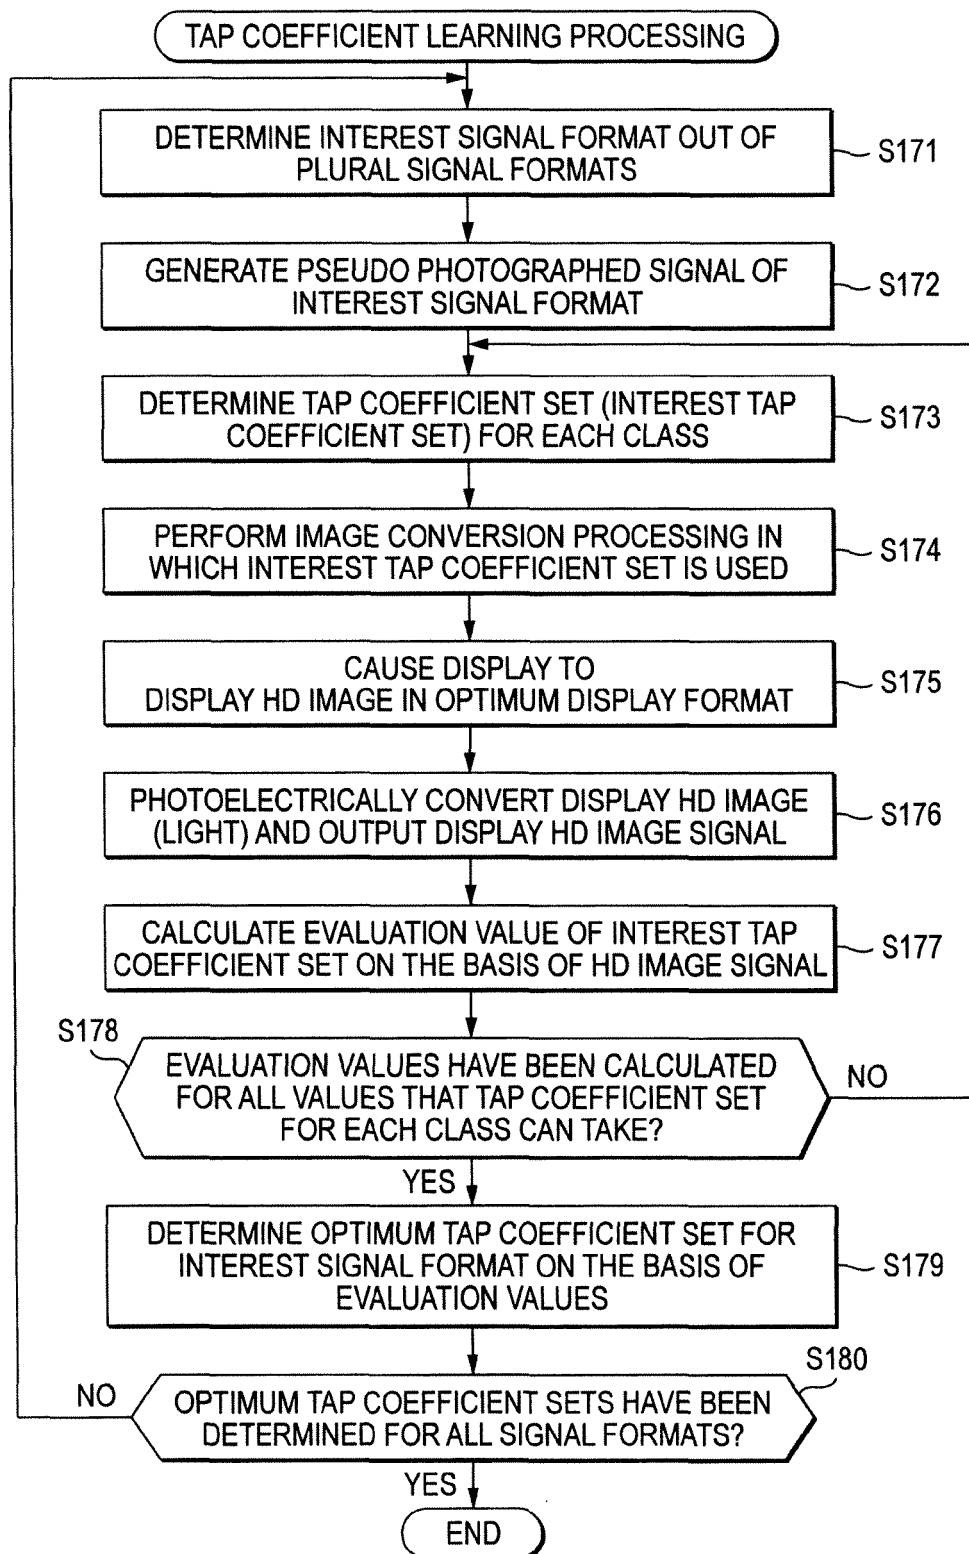 TAP COEFFICIENT LEARNING PROCESSING
DETERMINE INTEREST SIGNAL FORMAT OUT OF
PLURAL SIGNAL FORMATS
S171
GENERATE PSEUDO PHOTOGRAPHED SIGNAL OF
INTEREST SIGNAL FORMAT
S172
DETERMINE TAP COEFFICIENT SET (INTEREST TAP
COEFFICIENT SET) FOR EACH CLASS
S173
PERFORM IMAGE CONVERSION PROCESSING IN
WHICH INTEREST TAP COEFFICIENT SET IS USED
S174
CAUSE DISPLAY TO
DISPLAY HD IMAGE IN OPTIMUM DISPLAY FORMAT
S175
PHOTOELECTRICALLY CONVERT DISPLAY HD IMAGE
(LIGHT) AND OUTPUT DISPLAY HD IMAGE SIGNAL
S176
CALCULATE EVALUATION VALUE OF INTEREST TAP
COEFFICIENT SET ON THE BASIS OF HD IMAGE SIGNAL
S177
S178
EVALUATION VALUES HAVE BEEN CALCULATED
FOR ALL VALUES THAT TAP COEFFICIENT SET
FOR EACH CLASS CAN TAKE?
NO
YES
DETERMINE OPTIMUM TAP COEFFICIENT SET FOR
INTEREST SIGNAL FORMAT ON THE BASIS OF
EVALUATION VALUES
S179
S180
NO
OPTIMUM TAP COEFFICIENT SETS HAVE BEEN
DETERMINED FOR ALL SIGNAL FORMATS?
YES
END